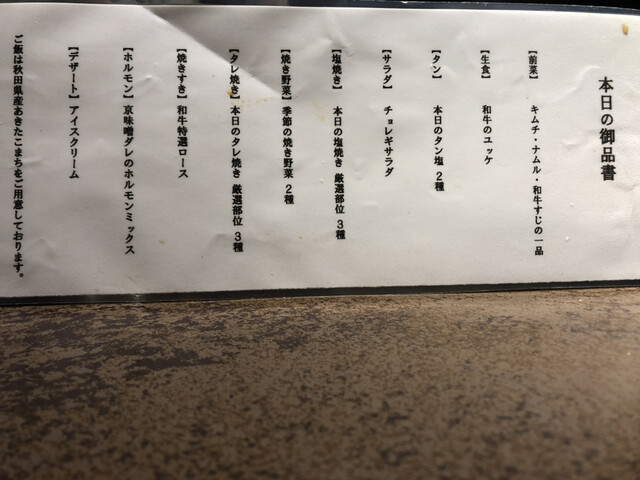 本日の御品書
【前菜】 キムチ・ナムル・和牛すじの一品
【生食】 和牛のユッケ
【タン】 本日のタン塩 2種
【サラダ】 チョレギサラダ
【塩焼き】 本日の塩焼き 厳選部位 3種
【焼き野菜】 季節の焼き野菜 2種
【タレ焼き】 本日のタレ焼き 厳選部位 3種
【焼きすき】 和牛特選ロース
【ホルモン】 京味噌ダレのホルモンミックス
【デザート】 アイスクリーム
ご飯は秋田県産あきたこまちをご用意しております。